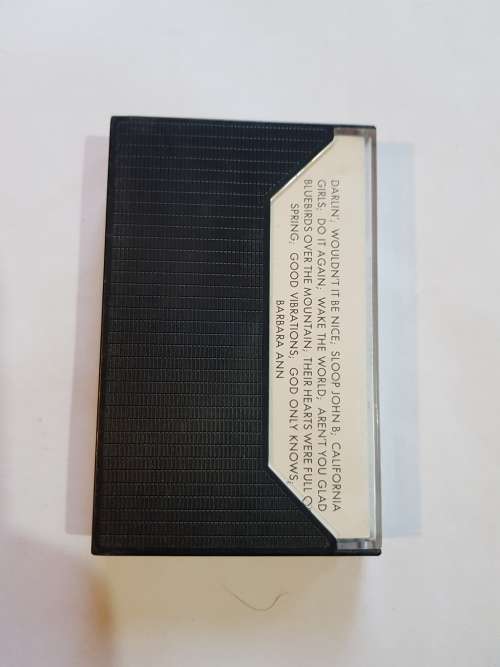 DARLIN'; WOULDN'T IT BE NICE; SLOOP JOHN B; CALIFORNIA
GIRLS; DO IT AGAIN; WAKE THE WORLD; AREN'T YOU GLAD
BLUEBIRDS OVER THE MOUNTAIN; THEIR HEARTS WERE FULL O
SPRING; GOOD VIBRATIONS; GOD ONLY KNOWS;
BARBARA ANN